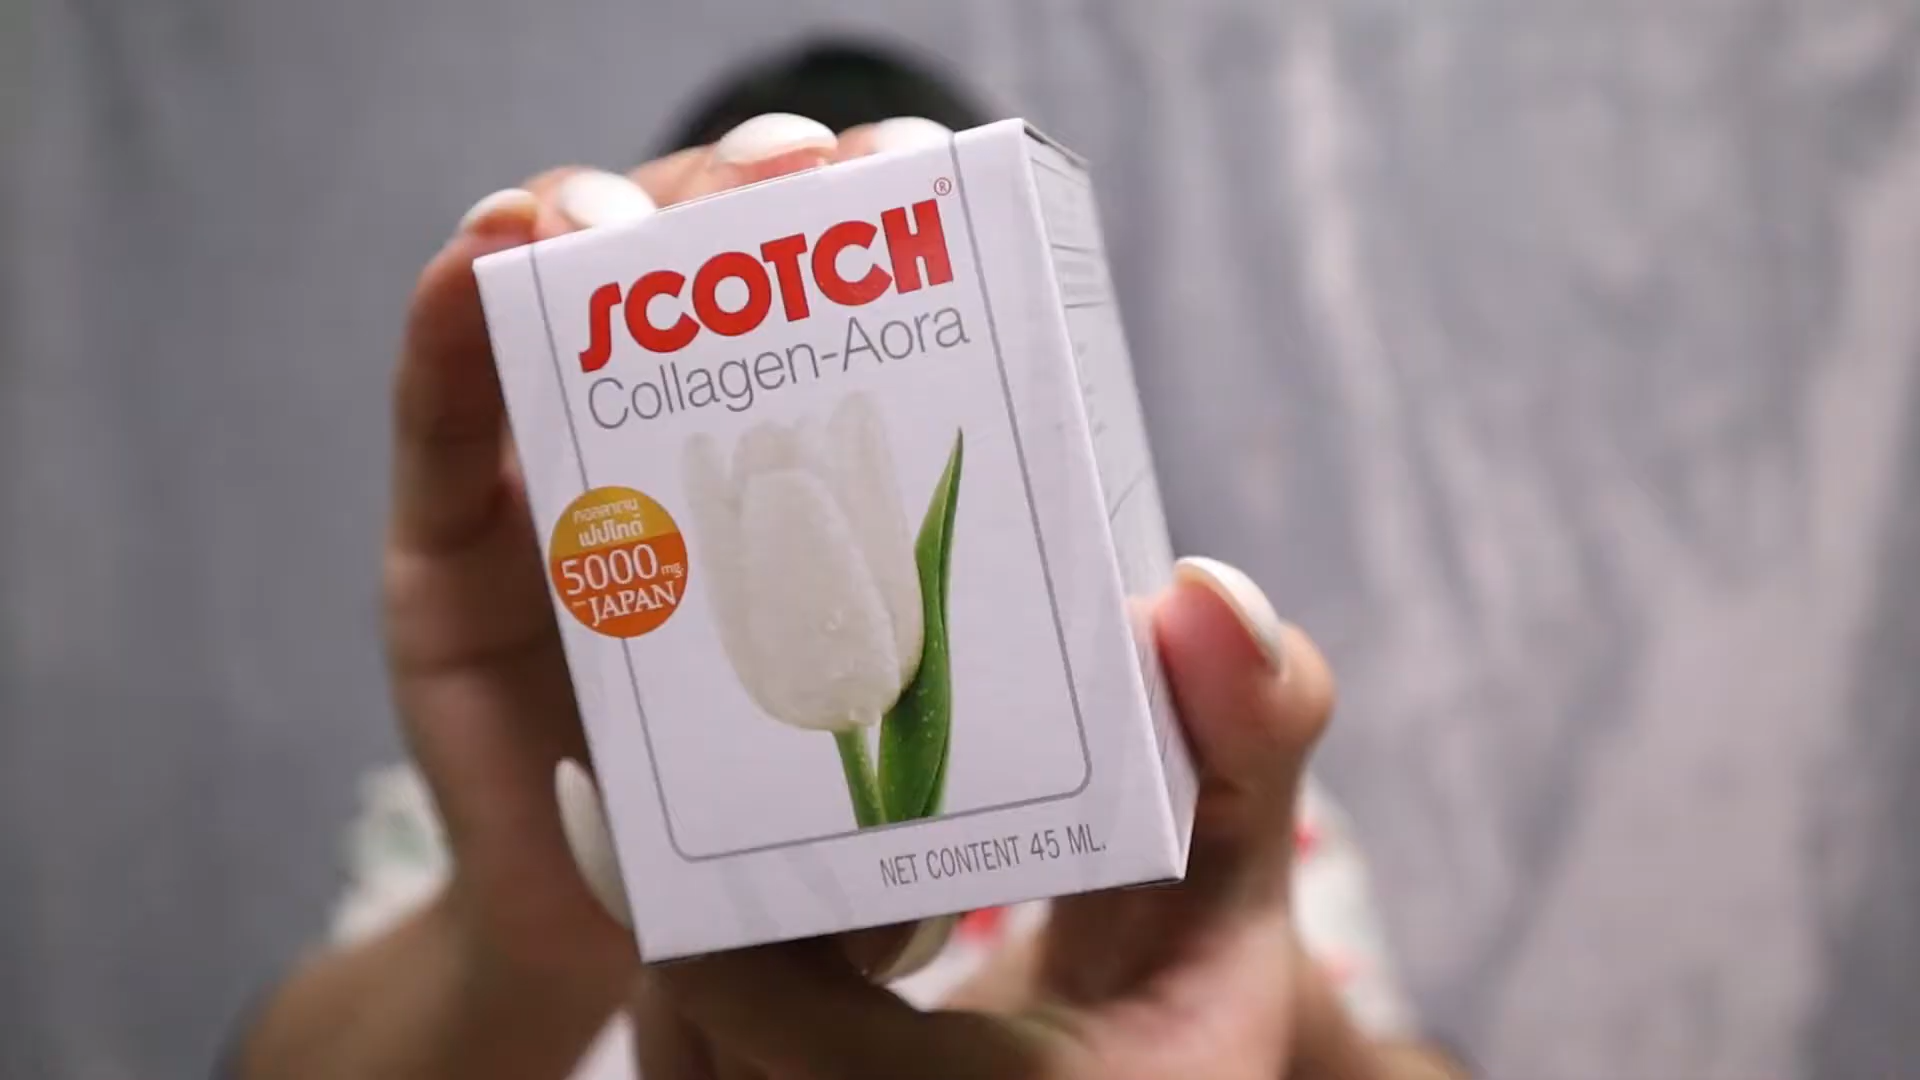 SCOTCH®
Collagen-Aora
คอลลาเจน
เปปไทด์
5000 mg.
from JAPAN
NET CONTENT 45 ML.